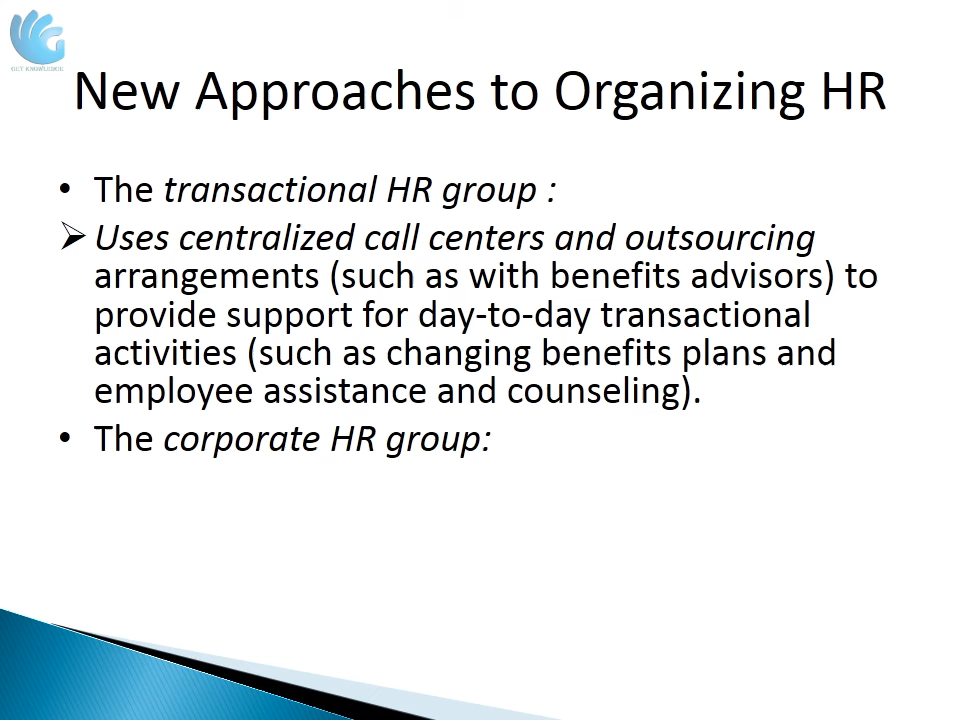 GET KNOWLEDGE
New Approaches to Organizing HR
• The transactional HR group :
➢ Uses centralized call centers and outsourcing
arrangements (such as with benefits advisors) to
provide support for day-to-day transactional
activities (such as changing benefits plans and
employee assistance and counseling).
• The corporate HR group: